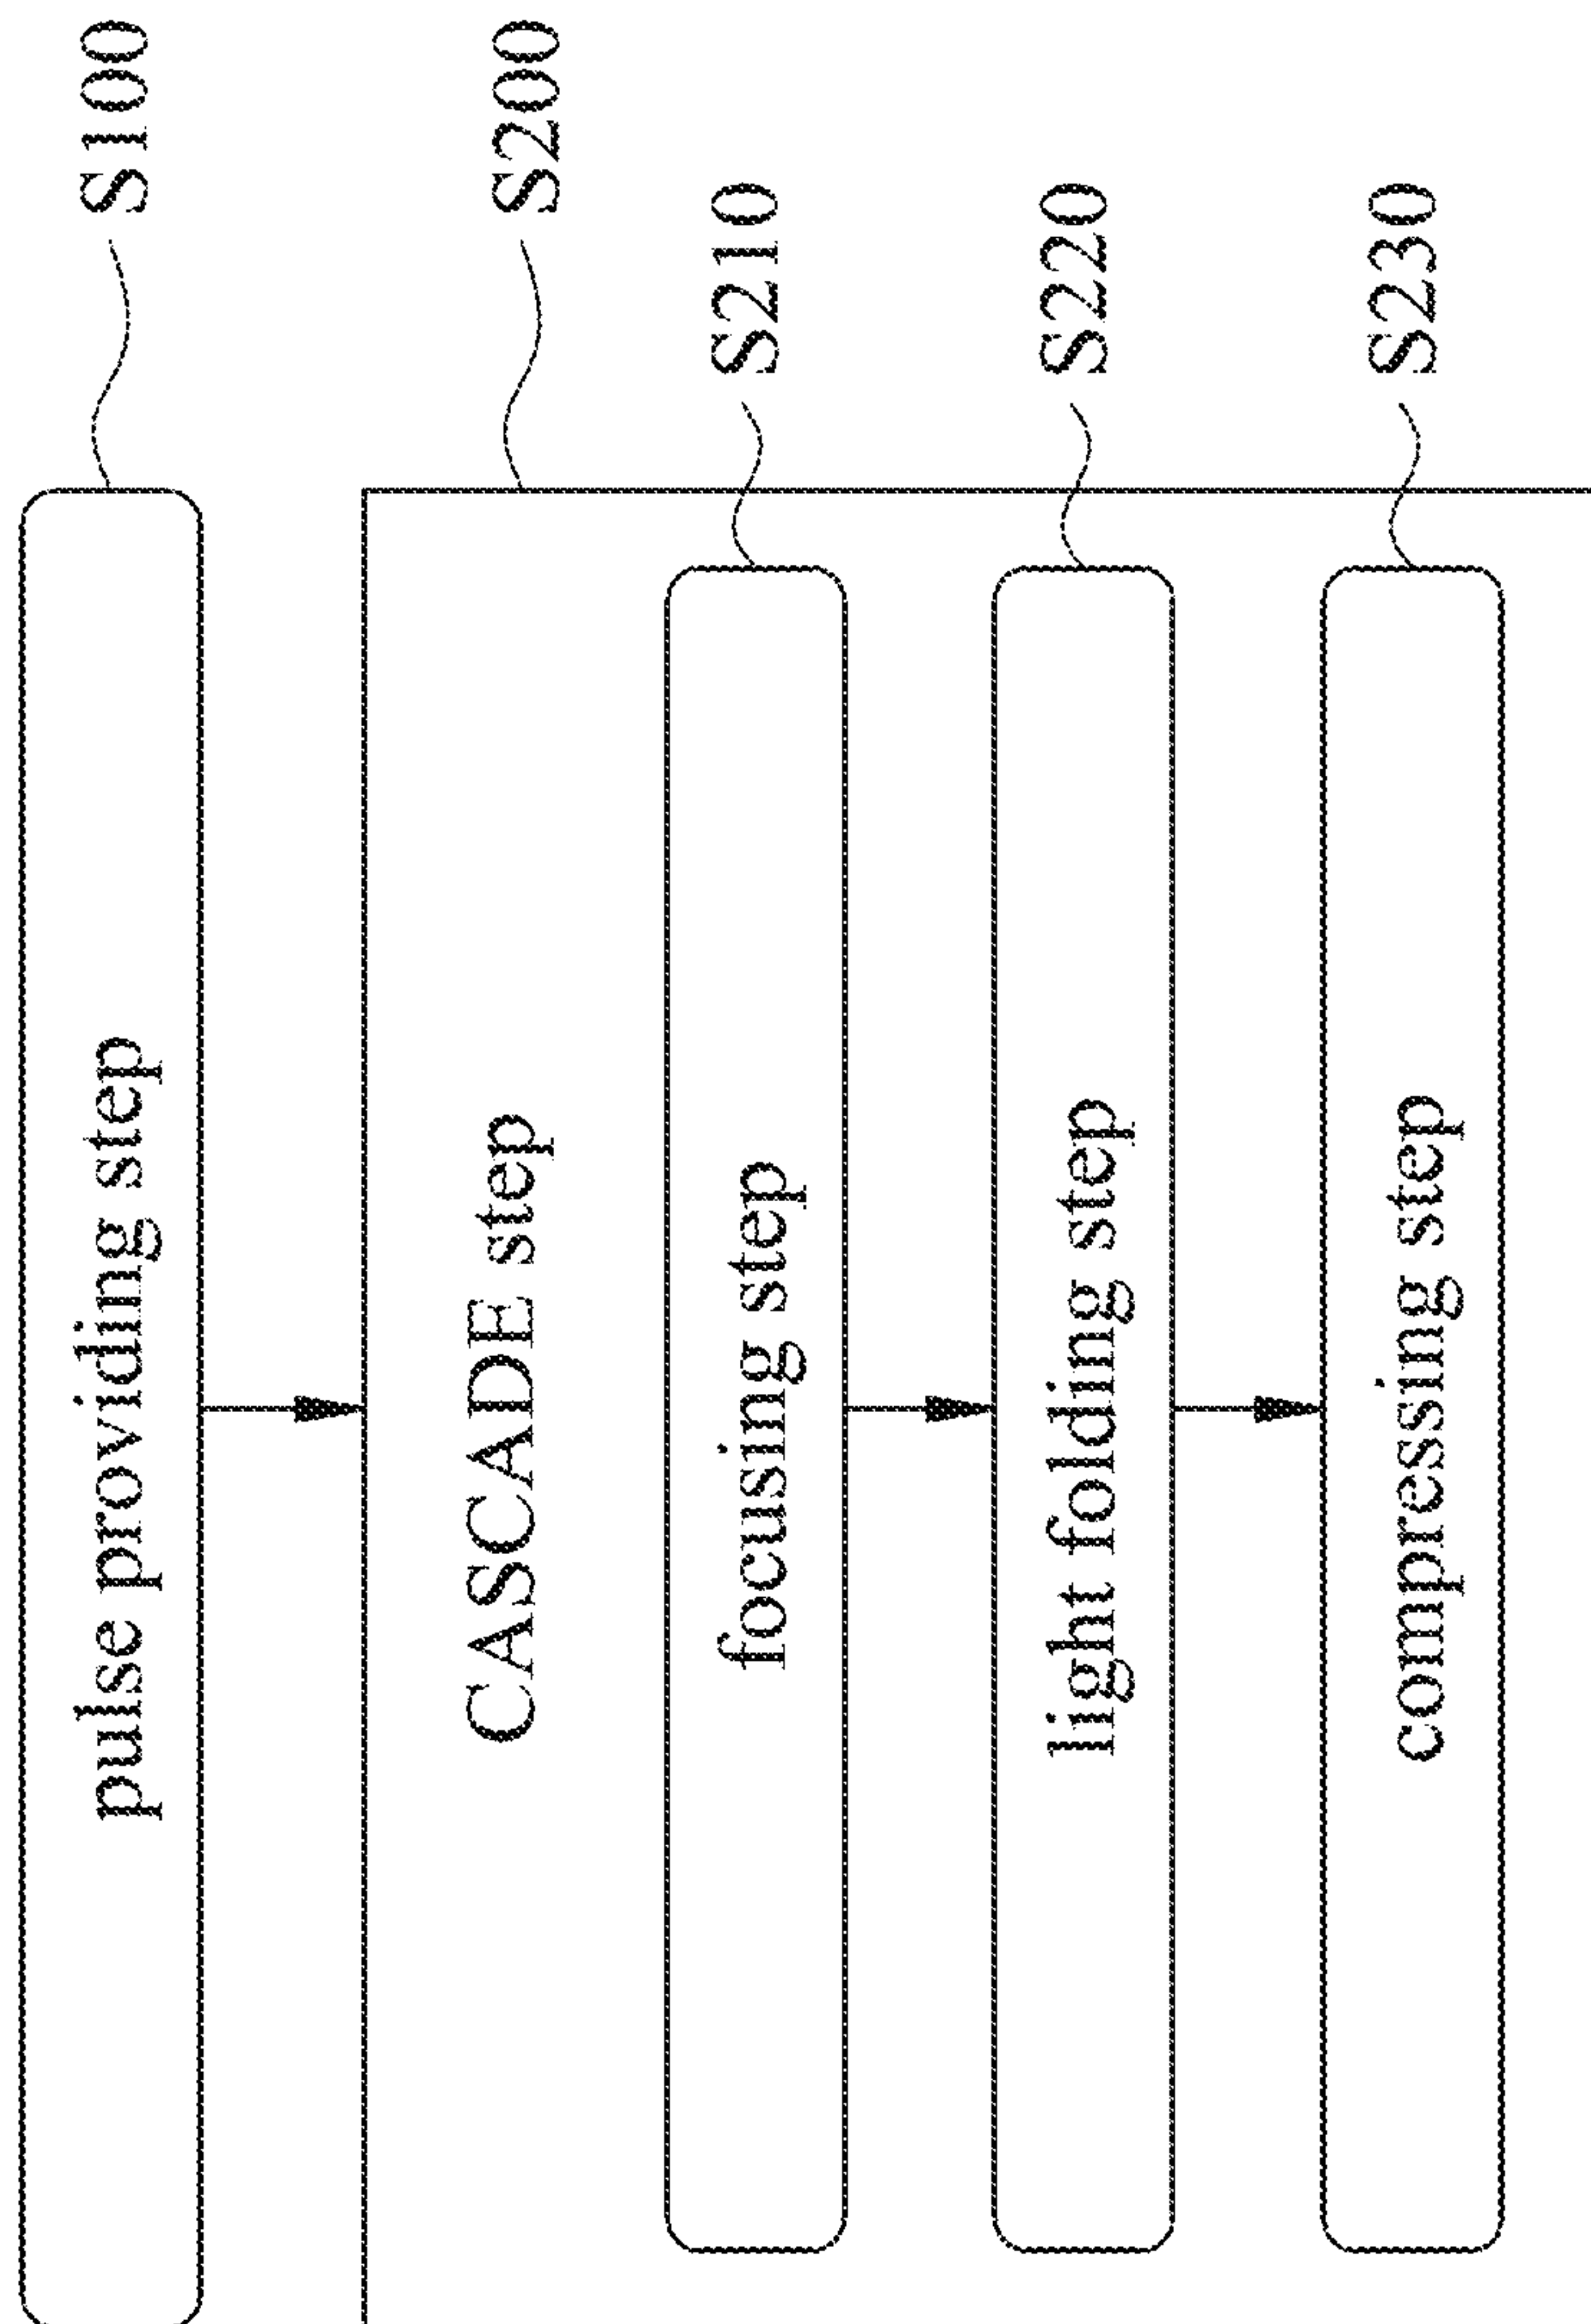 pulse providing step
S100
CASCADE step
S200
focusing step
S210
light folding step
S220
compressing step
S230